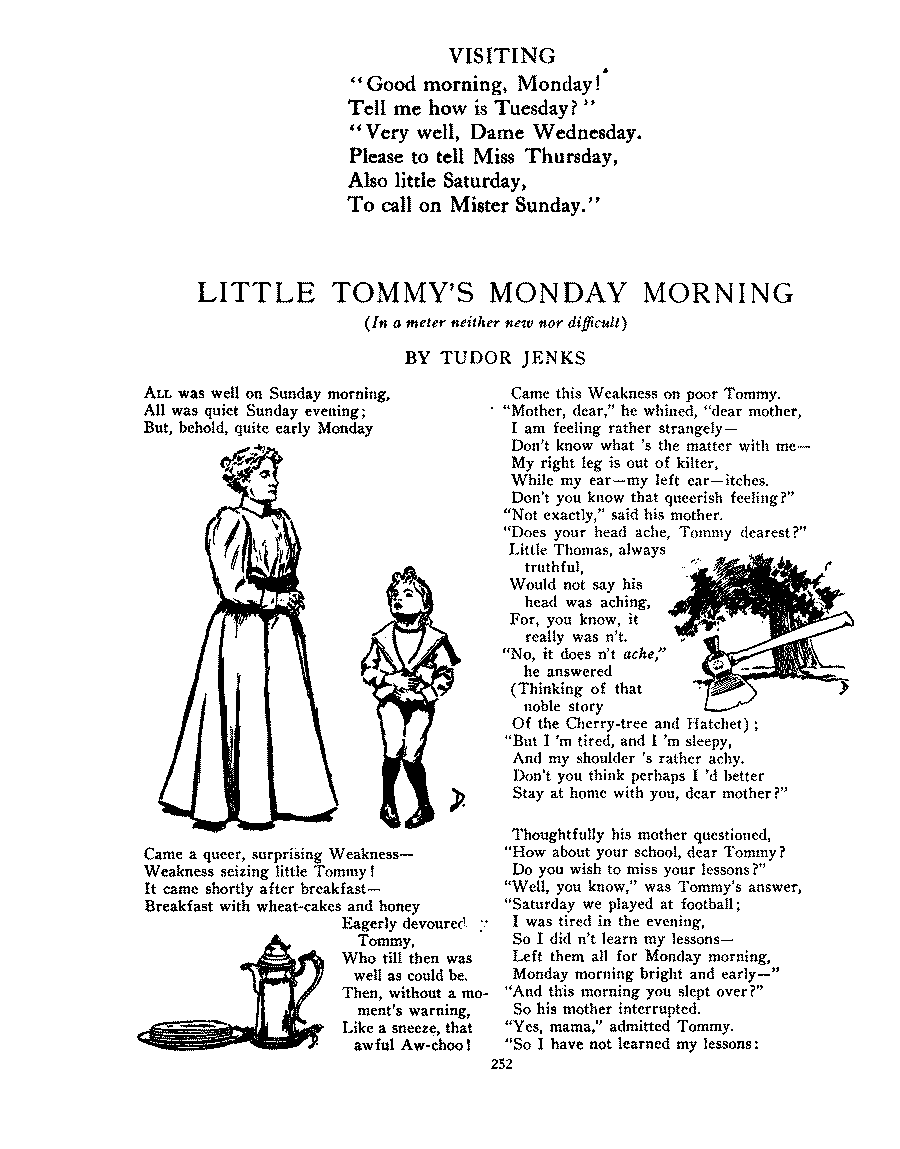 VISITING
"Good morning, Monday!
Tell me how is Tuesday?"
"Very well, Dame Wednesday.
Please to tell Miss Thursday,
Also little Saturday,
To call on Mister Sunday."
LITTLE TOMMY'S MONDAY MORNING
(In a meter neither new nor difficult)
BY TUDOR JENKS
ALL was well on Sunday morning,
All was quiet Sunday evening;
But, behold, quite early Monday
Came a queer, surprising Weakness—
Weakness seizing little Tommy!
It came shortly after breakfast—
Breakfast with wheat-cakes and honey
Eagerly devoured
Tommy,
Who till then was
well as could be.
Then, without a mo-
ment's warning,
Like a sneeze, that
awful Aw-choo!
Came this Weakness on poor Tommy.
"Mother, dear," he whined, "dear mother,
I am feeling rather strangely—
Don't know what 's the matter with me—
My right leg is out of kilter,
While my ear—my left ear—itches.
Don't you know that queerish feeling?"
"Not exactly," said his mother.
"Does your head ache, Tommy dearest?"
Little Thomas, always
truthful,
Would not say his
head was aching,
For, you know, it
really was n't.
"No, it does n't ache,"
he answered
(Thinking of that
noble story
Of the Cherry-tree and Hatchet);
"But I 'm tired, and I 'm sleepy,
And my shoulder 's rather achy.
Don't you think perhaps I 'd better
Stay at home with you, dear mother?"
Thoughtfully his mother questioned,
"How about your school, dear Tommy?
Do you wish to miss your lessons?"
"Well, you know," was Tommy's answer,
"Saturday we played at football;
I was tired in the evening,
So I did n't learn my lessons—
Left them all for Monday morning,
Monday morning bright and early—"
"And this morning you slept over?"
So his mother interrupted.
"Yes, mama," admitted Tommy.
"So I have not learned my lessons:
252